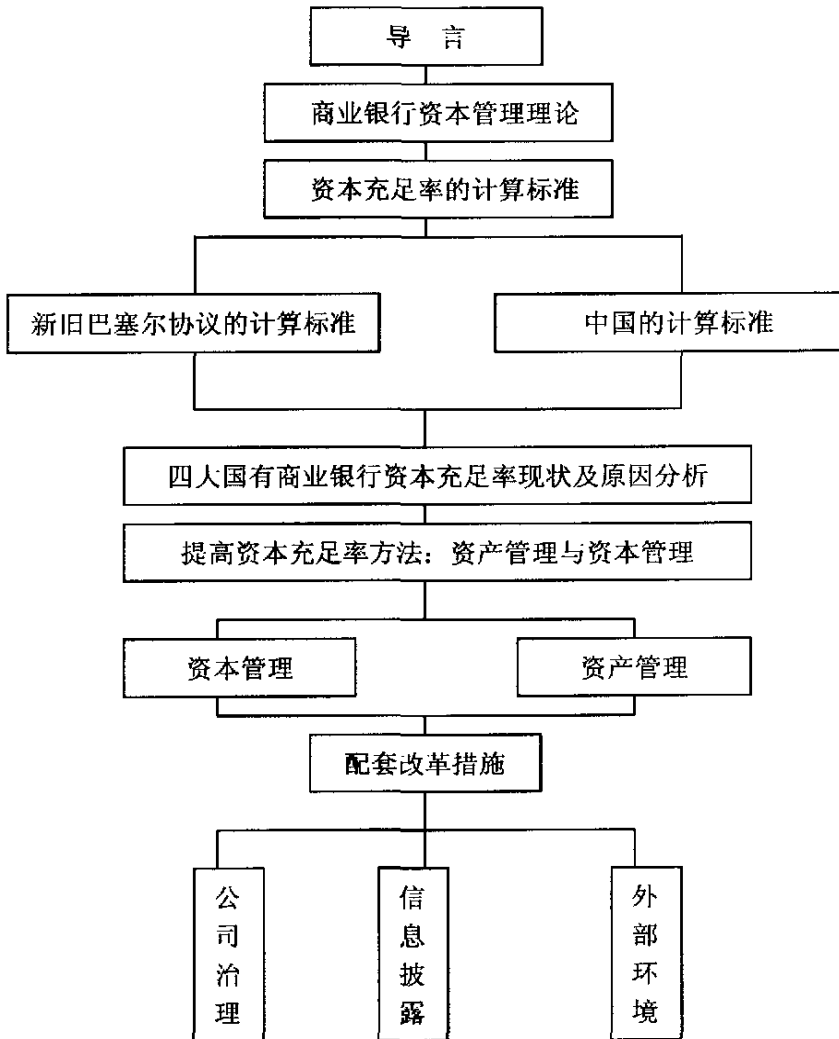 导 言
商业银行资本管理理论
资本充足率的计算标准
新旧巴塞尔协议的计算标准
中国的计算标准
四大国有商业银行资本充足率现状及原因分析
提高资本充足率方法：资产管理与资本管理
资本管理
资产管理
配套改革措施
公司治理
信息披露
外部环境